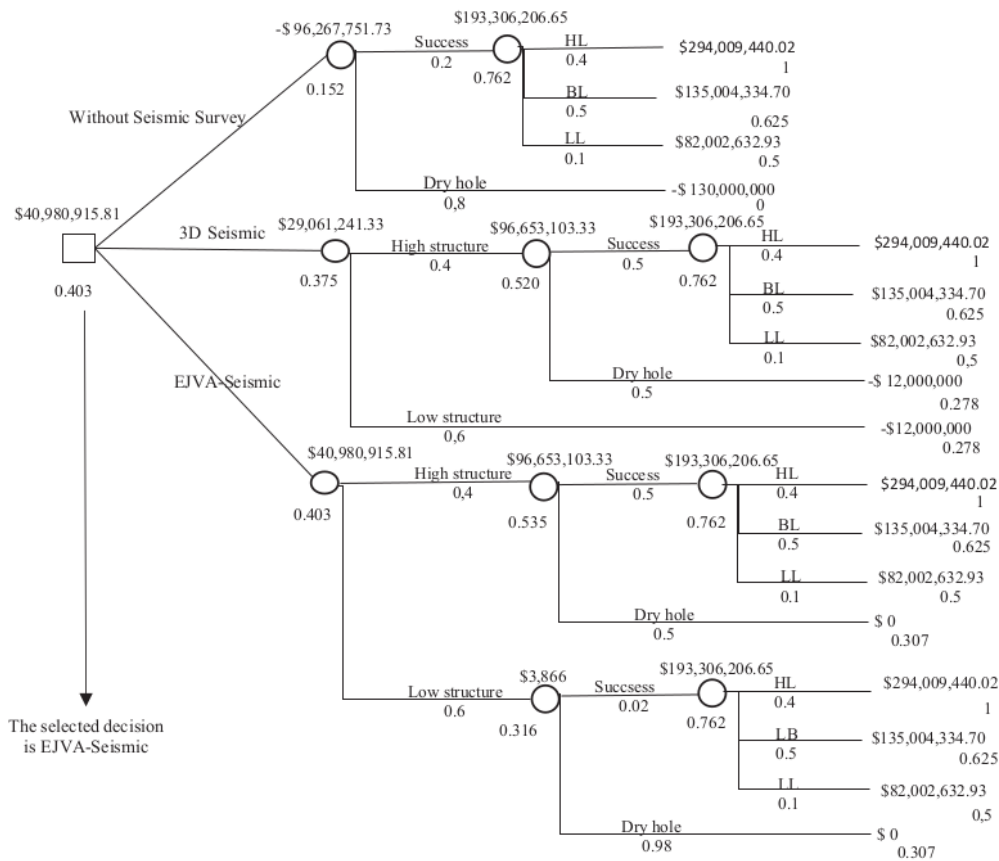 -$ 96,267,751.73
$193,306,206.65
Success
0.2
0.152
0.762
HL
0.4
$294,009,440.02
1
BL
0.5
$135,004,334.70
0.625
LL
0.1
$82,002,632.93
0.5
Without Seismic Survey
Dry hole
0,8
-$ 130,000,000
0
$40,980,915.81
0.403
3D Seismic
$29,061,241.33
0.375
High structure
0.4
$96,653,103.33
0.520
Success
0.5
$193,306,206.65
0.762
HL
0.4
$294,009,440.02
1
BL
0.5
$135,004,334.70
0.625
LL
0.1
$82,002,632.93
0,5
Dry hole
0.5
-$ 12,000,000
0.278
Low structure
0,6
-$12,000,000
0.278
EJVA-Seismic
$40,980,915.81
0.403
High structure
0,4
$96,653,103.33
0.535
Success
0.5
$193,306,206.65
0.762
HL
0.4
$294,009,440.02
1
BL
0.5
$135,004,334.70
0.625
LL
0.1
$82,002,632.93
0.5
Dry hole
0.5
$ 0
0.307
Low structure
0.6
$3,866
0.316
Succsess
0.02
$193,306,206.65
0.762
HL
0.4
$294,009,440.02
1
LB
0.5
$135,004,334.70
0.625
LL
0.1
$82,002,632.93
0,5
Dry hole
0.98
$ 0
0.307
The selected decision
is EJVA-Seismic